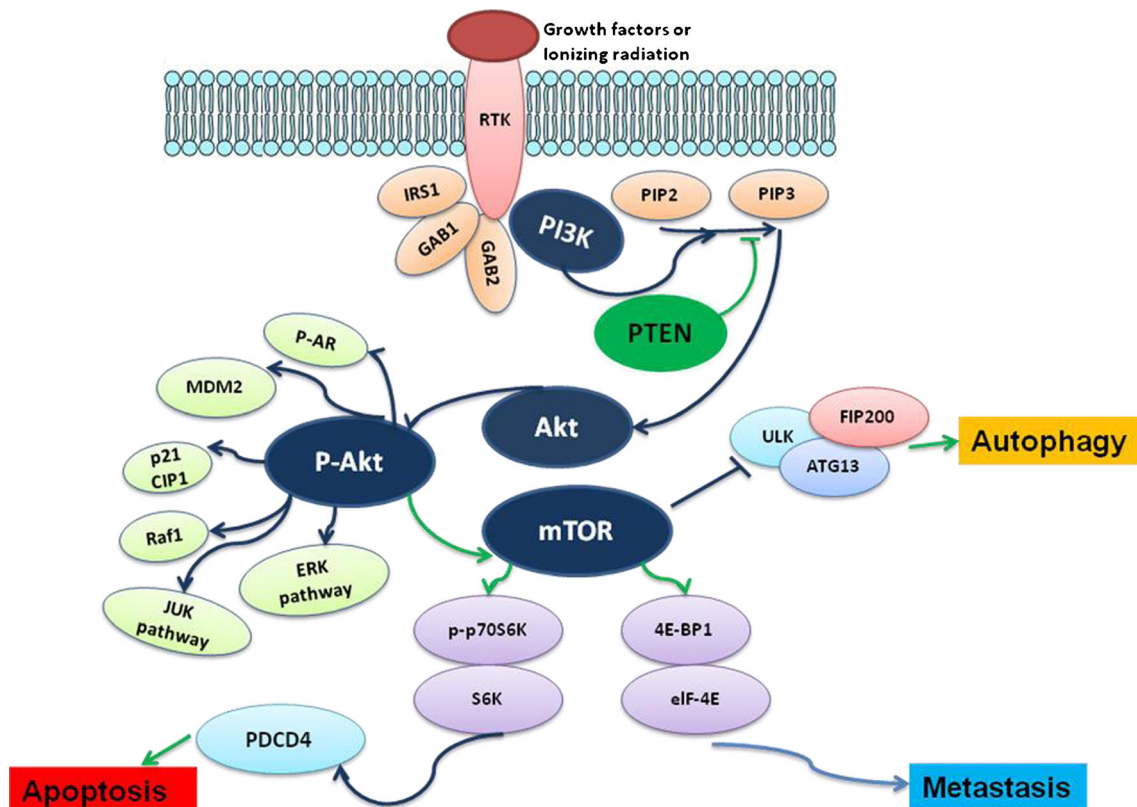 Growth factors or
Ionizing radiation
RTK
IRS1
GAB1
GAB2
PI3K
PIP2
PIP3
PTEN
P-AR
MDM2
Akt
P-Akt
p21
CIP1
Raf1
JUK
pathway
ERK
pathway
mTOR
ULK
FIP200
ATG13
Autophagy
p-p70S6K
4E-BP1
S6K
eIF-4E
PDCD4
Apoptosis
Metastasis